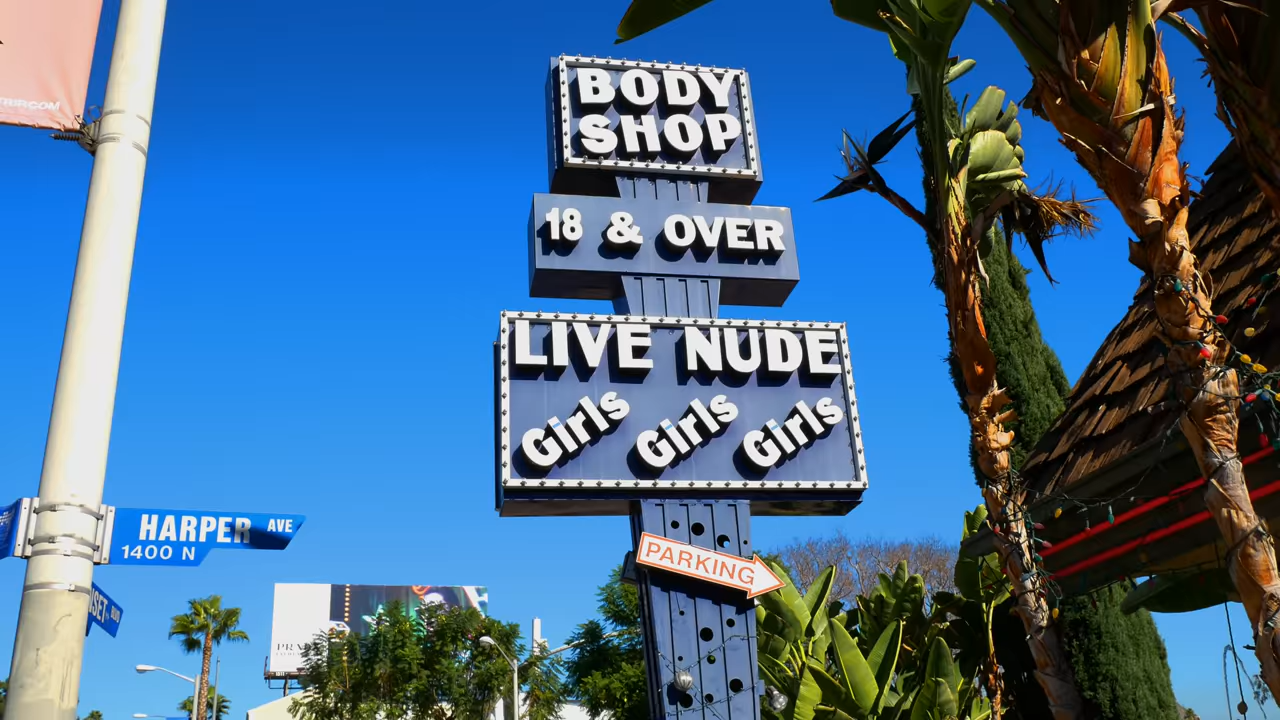 BODY
SHOP
18 & OVER
LIVE NUDE
Girls Girls Girls
PARKING
HARPER AVE
1400 N